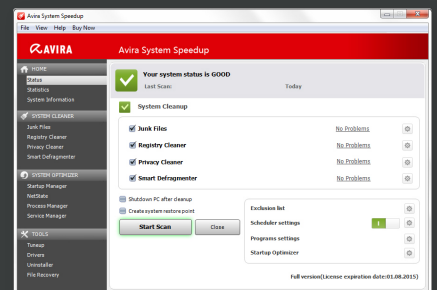 Avira System Speedup
File View Help Buy Now
AVIRA
Avira System Speedup
HOME
Status
Statistics
System Information
SYSTEM CLEANER
Junk Files
Registry Cleaner
Privacy Cleaner
Smart Defragmenter
SYSTEM OPTIMIZER
Startup Manager
NetState
Process Manager
Service Manager
TOOLS
Tuneup
Drivers
Uninstaller
File Recovery
Your system status is GOOD
Last Scan: Today
System Cleanup
Junk Files No Problems
Registry Cleaner No Problems
Privacy Cleaner No Problems
Smart Defragmenter No Problems
Shutdown PC after cleanup
Create system restore point
Start Scan Close
Exclusion list
Scheduler settings
Programs settings
Startup Optimizer
Full version(License expiration date:01.08.2015)